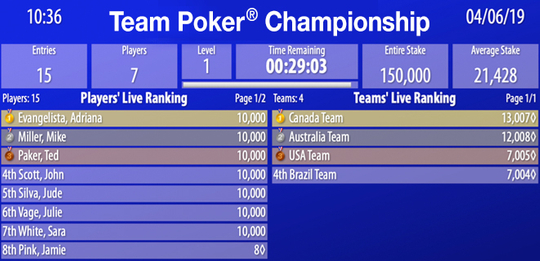 10:36
Team Poker® Championship
04/06/19
Entries
15
Players
7
Level
1
Time Remaining
00:29:03
Entire Stake
150,000
Average Stake
21,428
Players: 15 Players' Live Ranking Page 1/2
Evangelista, Adriana 10,000
Miller, Mike 10,000
Paker, Ted 10,000
4th Scott, John 10,000
5th Silva, Jude 10,000
6th Vage, Julie 10,000
7th White, Sara 10,000
8th Pink, Jamie 8◊
Teams: 4 Teams' Live Ranking Page 1/1
Canada Team 13,007◊
Australia Team 12,008◊
USA Team 7,005◊
4th Brazil Team 7,004◊